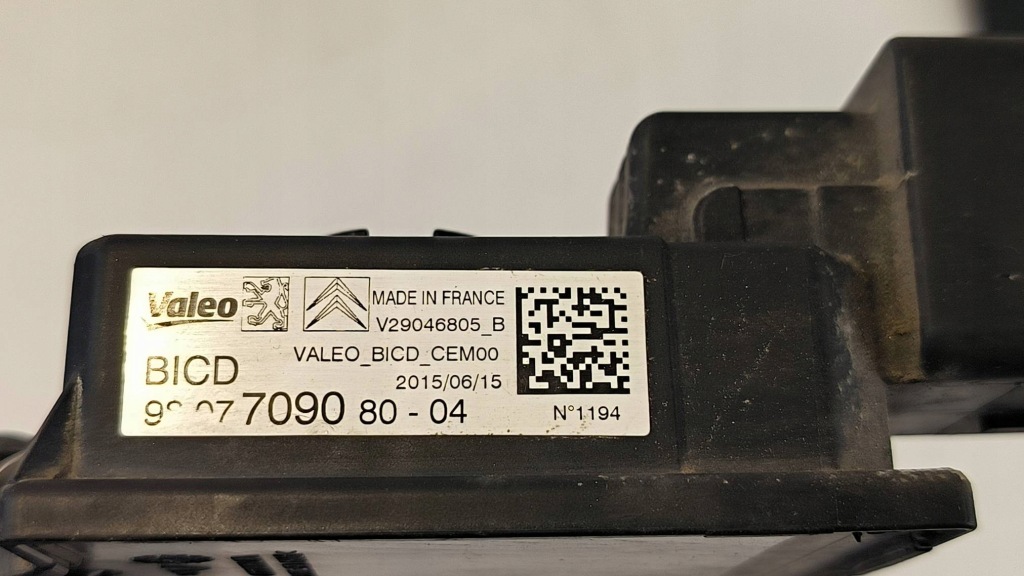 Valeo
MADE IN FRANCE
V29046805_B
VALEO_BICD_CEM00
BICD
2015/06/15
7090 80 - 04
N°1194